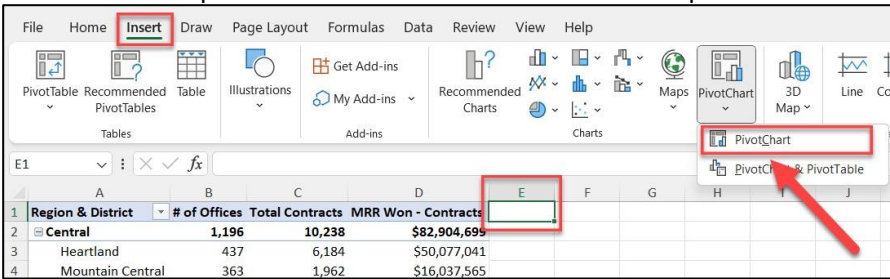 File Home Insert Draw Page Layout Formulas Data Review View Help
PivotTable Recommended PivotTables Table Illustrations Get Add-ins My Add-ins Recommended Charts Maps PivotChart 3D Map Line
Tables Add-ins Charts
PivotChart
PivotChart & PivotTable
E1 fx
A B C D E F G H I J
1 Region & District # of Offices Total Contracts MRR Won - Contracts
2 Central 1,196 10,238 $82,904,699
3 Heartland 437 6,184 $50,077,041
4 Mountain Central 363 1,962 $16,037,565